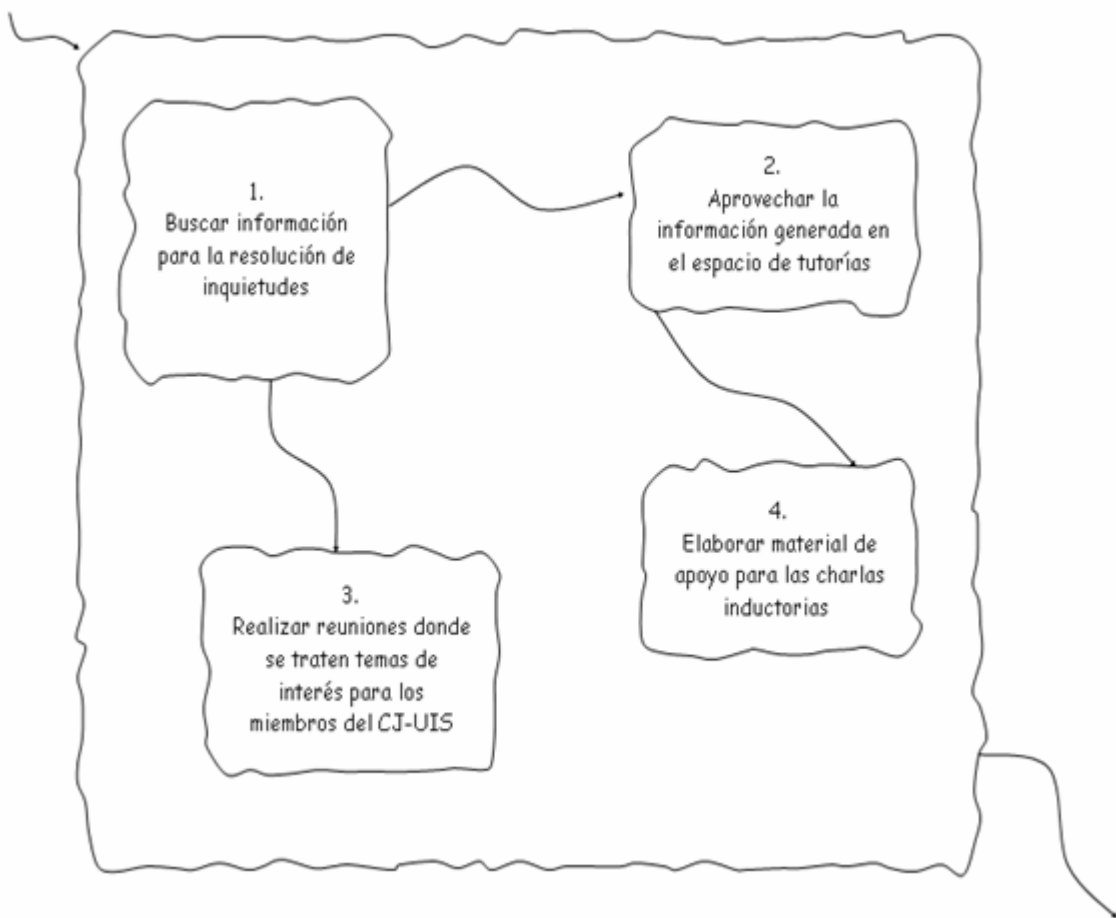 1.
Buscar información
para la resolución de
inquietudes
2.
Aprovechar la
información generada en
el espacio de tutorías
3.
Realizar reuniones donde
se traten temas de
interés para los
miembros del CJ-UIS
4.
Elaborar material de
apoyo para las charlas
inductorias